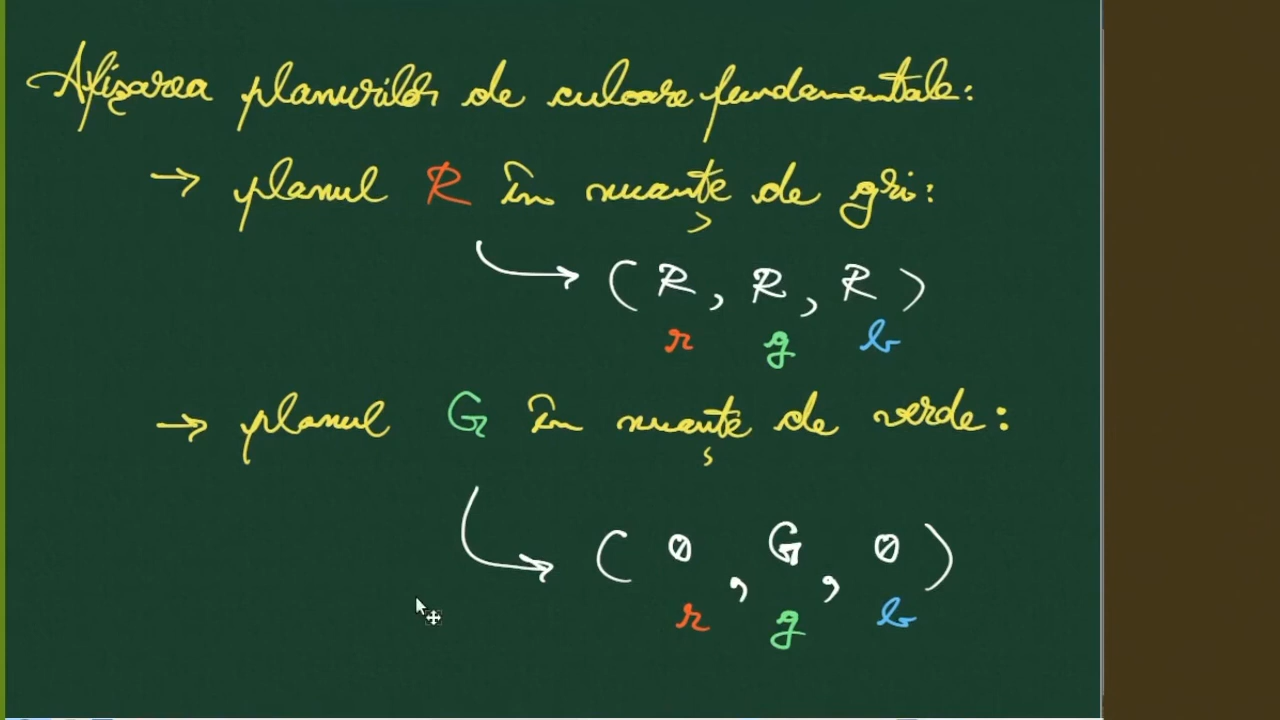 Afișarea planurilor de culoare fundamentale:
→ planul R în nuanțe de gri:
(R, R, R)
r g b
→ planul G în nuanțe de verde:
(0, G, 0)
r g b